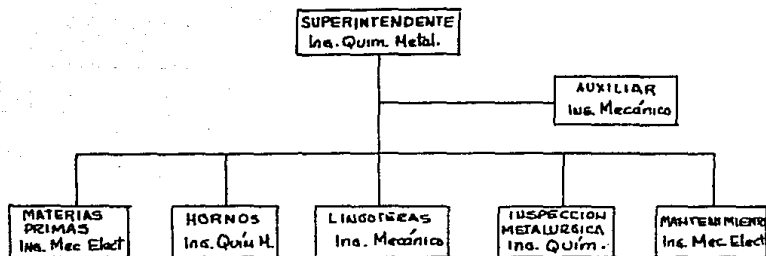 SUPERINTENDENTE
Ing. Quim. Metal.
AUXILIAR
Ing. Mecánico
MATERIAS
PRIMAS
Ing. Mec Elect
HORNOS
Ing. Quím M.
LINGOTERAS
Ing. Mecánico
INSPECCION
METALURGICA
Ing. Quím.
MANTENIMIENTO
Ing. Mec Elect